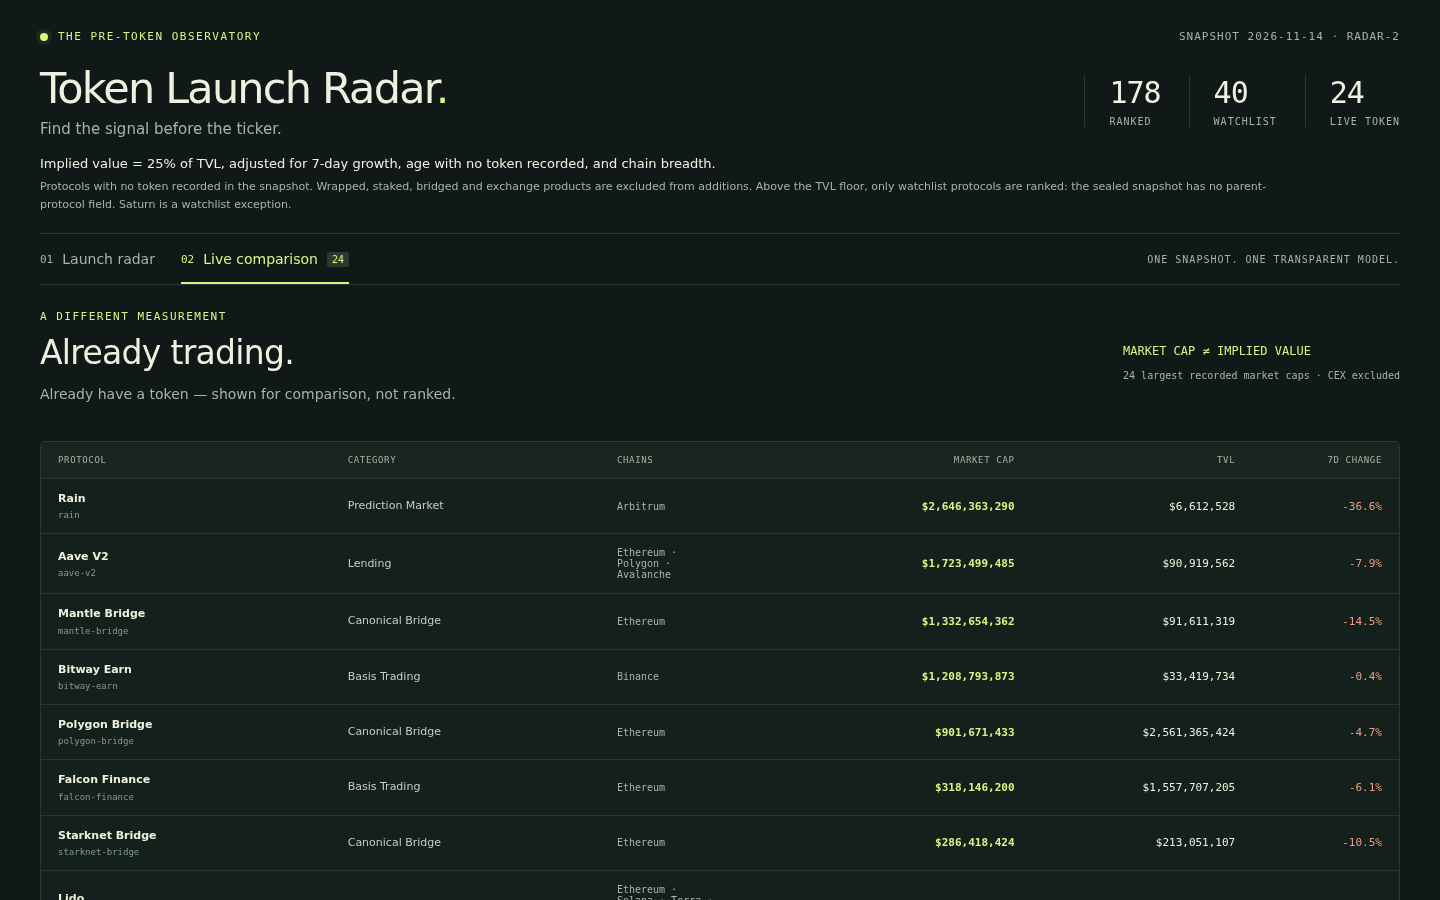 THE PRE-TOKEN OBSERVATORY
SNAPSHOT 2026-11-14 · RADAR-2
Token Launch Radar.
Find the signal before the ticker.
178
RANKED
40
WATCHLIST
24
LIVE TOKEN
Implied value = 25% of TVL, adjusted for 7-day growth, age with no token recorded, and chain breadth.
Protocols with no token recorded in the snapshot. Wrapped, staked, bridged and exchange products are excluded from additions. Above the TVL floor, only watchlist protocols are ranked: the sealed snapshot has no parent-
protocol field. Saturn is a watchlist exception.
01 Launch radar
02 Live comparison 24
ONE SNAPSHOT. ONE TRANSPARENT MODEL.
A DIFFERENT MEASUREMENT
Already trading.
Already have a token — shown for comparison, not ranked.
MARKET CAP ≠ IMPLIED VALUE
24 largest recorded market caps · CEX excluded
PROTOCOL CATEGORY CHAINS MARKET CAP TVL 7D CHANGE
Rain
rain
Prediction Market
Arbitrum
$2,646,363,290
$6,612,528
-36.6%
Aave V2
aave-v2
Lending
Ethereum ·
Polygon ·
Avalanche
$1,723,499,485
$90,919,562
-7.9%
Mantle Bridge
mantle-bridge
Canonical Bridge
Ethereum
$1,332,654,362
$91,611,319
-14.5%
Bitway Earn
bitway-earn
Basis Trading
Binance
$1,208,793,873
$33,419,734
-0.4%
Polygon Bridge
polygon-bridge
Canonical Bridge
Ethereum
$901,671,433
$2,561,365,424
-4.7%
Falcon Finance
falcon-finance
Basis Trading
Ethereum
$318,146,200
$1,557,707,205
-6.1%
Starknet Bridge
starknet-bridge
Canonical Bridge
Ethereum
$286,418,424
$213,051,107
-10.5%
Lido
Ethereum ·
Solana · Terra ·